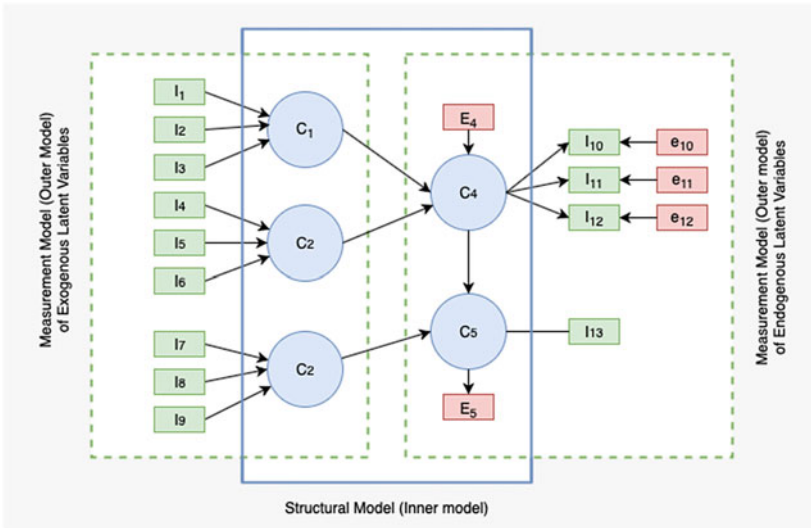 Measurement Model (Outer Model)
of Exogenous Latent Variables
I1
I2
I3
I4
I5
I6
I7
I8
I9
C1
C2
C2
E4
C4
C5
E5
I10
e10
I11
e11
I12
e12
I13
Measurement Model (Outer model)
of Endogenous Latent Variables
Structural Model (Inner model)